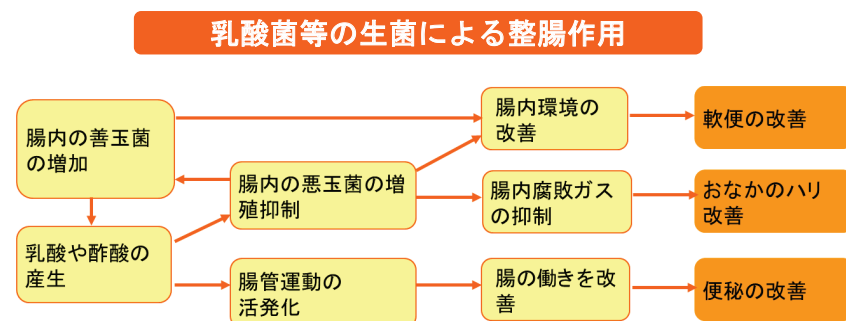 乳酸菌等の生菌による整腸作用
腸内の善玉菌
の増加
乳酸や酢酸の
産生
腸内の悪玉菌の増
殖抑制
腸管運動の
活発化
腸内環境の
改善
腸内腐敗ガス
の抑制
腸の働きを改
善
軟便の改善
おなかのハリ
改善
便秘の改善